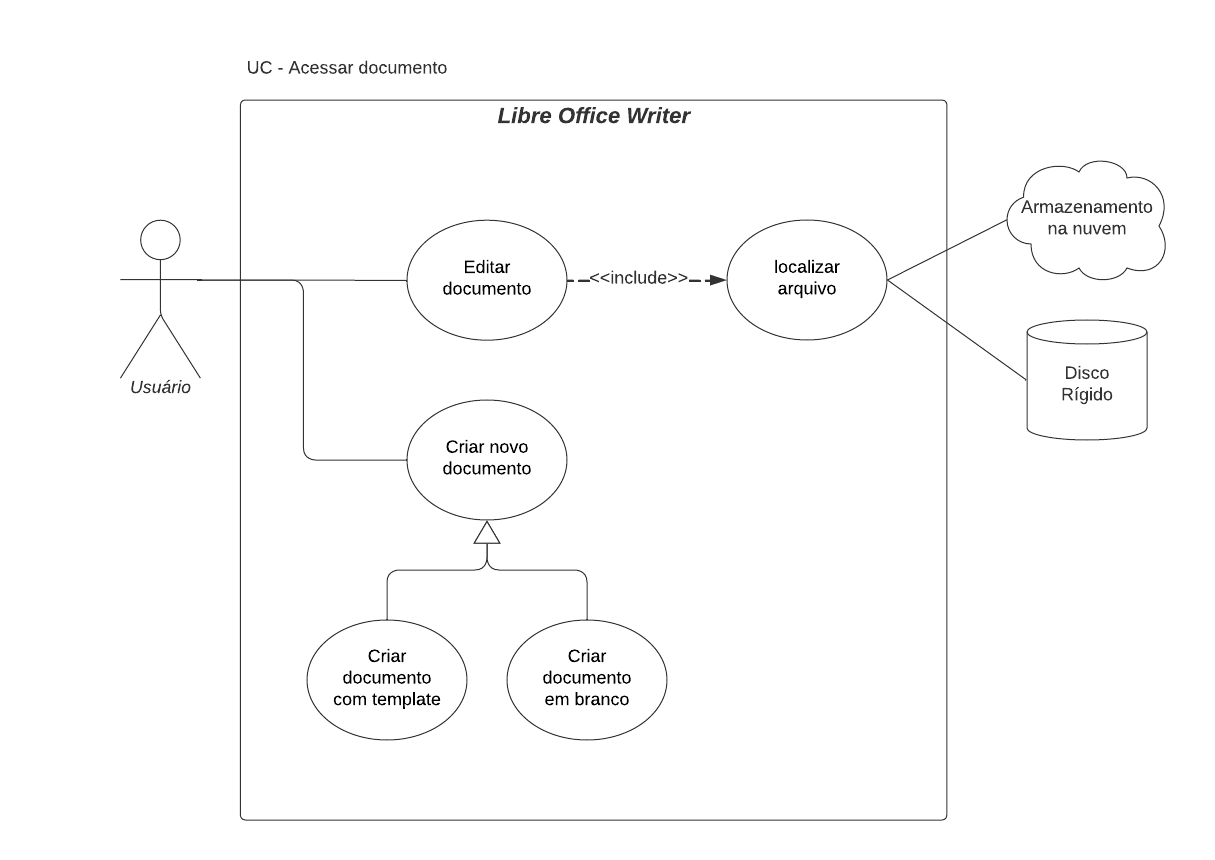 UC - Acessar documento
Libre Office Writer
Armazenamento
na nuvem
Editar
documento
<<include>>
localizar
arquivo
Usuário
Disco
Rígido
Criar novo
documento
Criar
documento
com template
Criar
documento
em branco